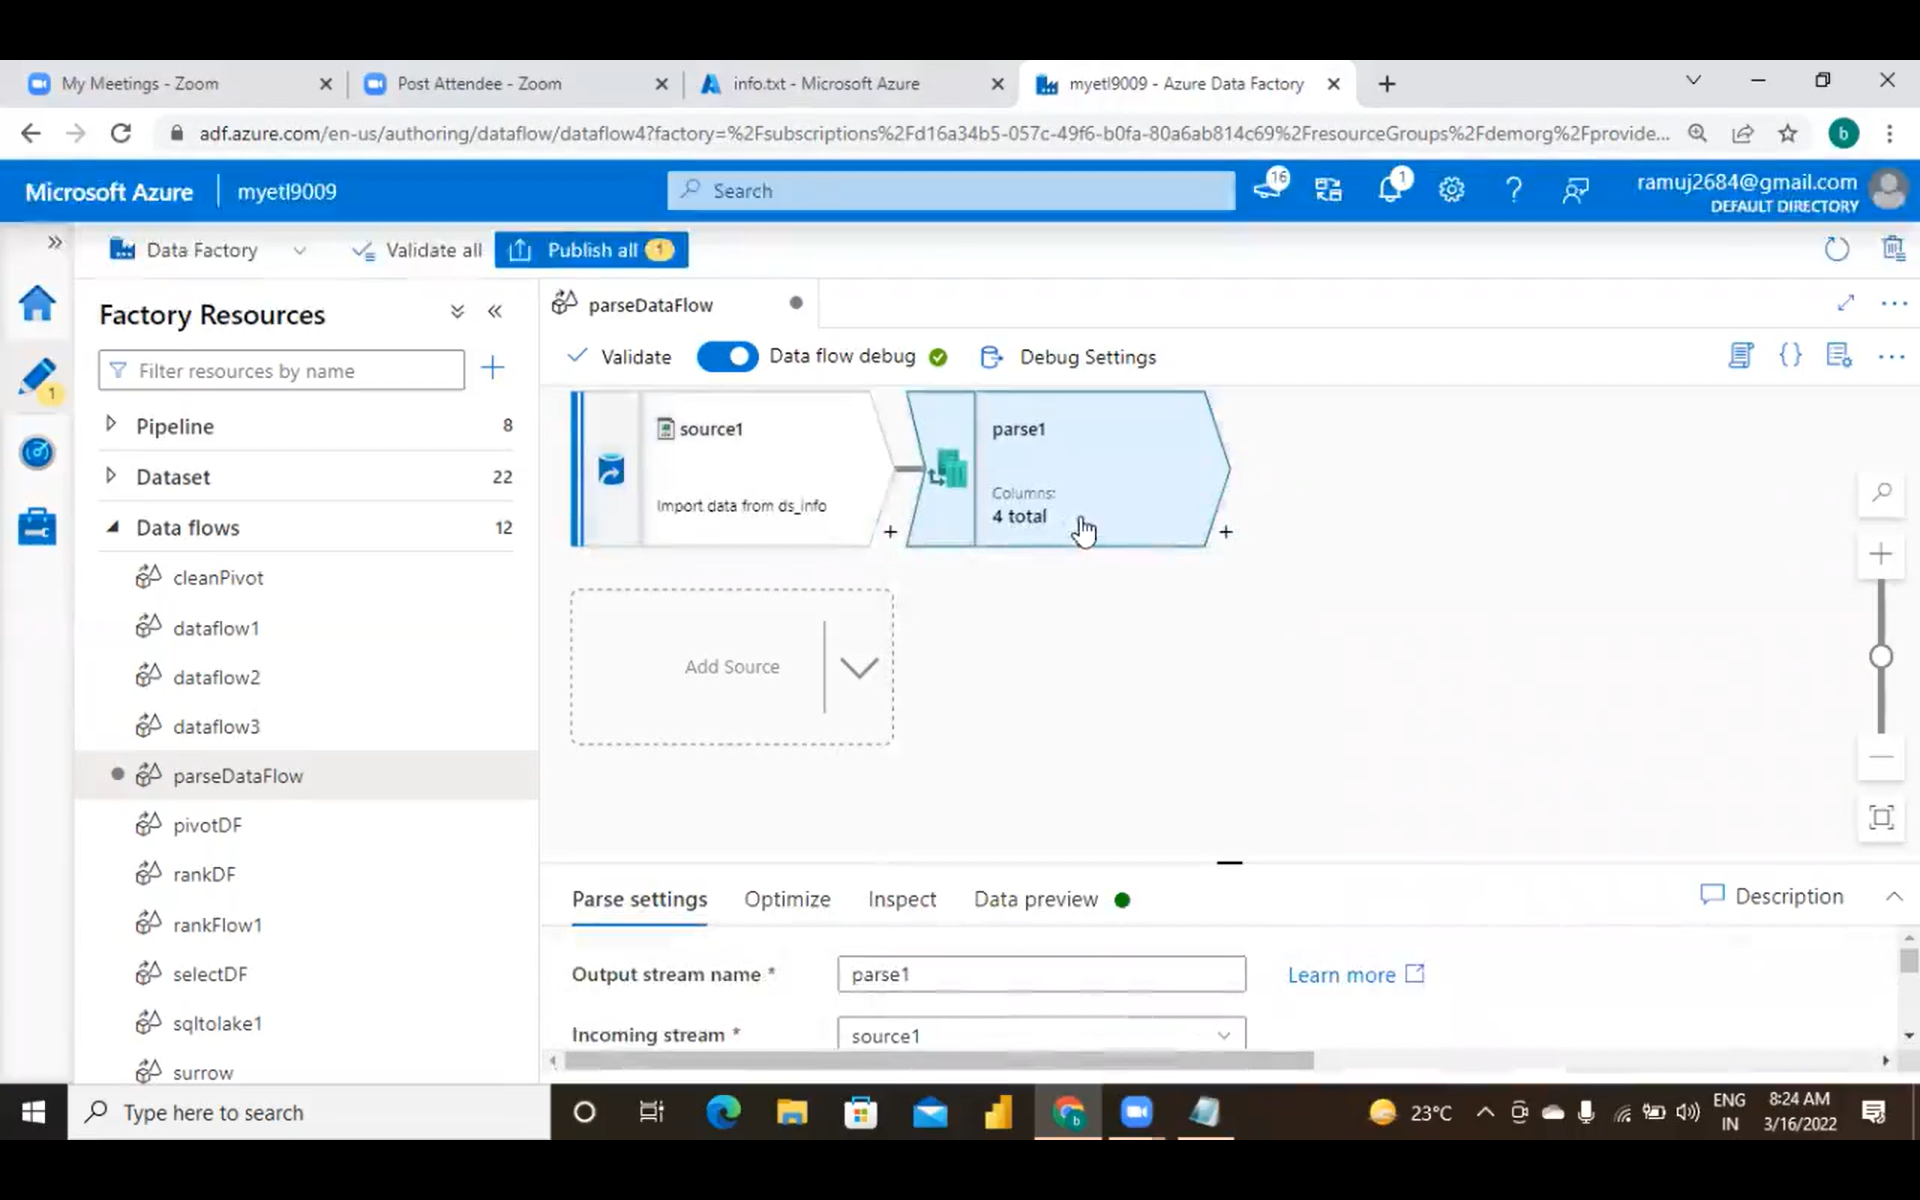 My Meetings - Zoom
Post Attendee - Zoom
info.txt - Microsoft Azure
myetl9009 - Azure Data Factory
adf.azure.com/en-us/authoring/dataflow/dataflow4?factory=%2Fsubscriptions%2Fd16a34b5-057c-49f6-b0fa-80a6ab814c69%2FresourceGroups%2Fdemorg%2Fprovide...
b
Microsoft Azure
myetl9009
Search
16
1
ramuj2684@gmail.com
DEFAULT DIRECTORY
Data Factory
Validate all
Publish all 1
Factory Resources
Filter resources by name
1
Pipeline 8
Dataset 22
Data flows 12
cleanPivot
dataflow1
dataflow2
dataflow3
parseDataFlow
pivotDF
rankDF
rankFlow1
selectDF
sqltolake1
surrow
parseDataFlow
Validate
Data flow debug
Debug Settings
source1
Import data from ds_info
parse1
Columns:
4 total
Add Source
Parse settings
Optimize
Inspect
Data preview
Description
Output stream name *
parse1
Learn more
Incoming stream *
source1
Type here to search
23°C
ENG
IN
8:24 AM
3/16/2022